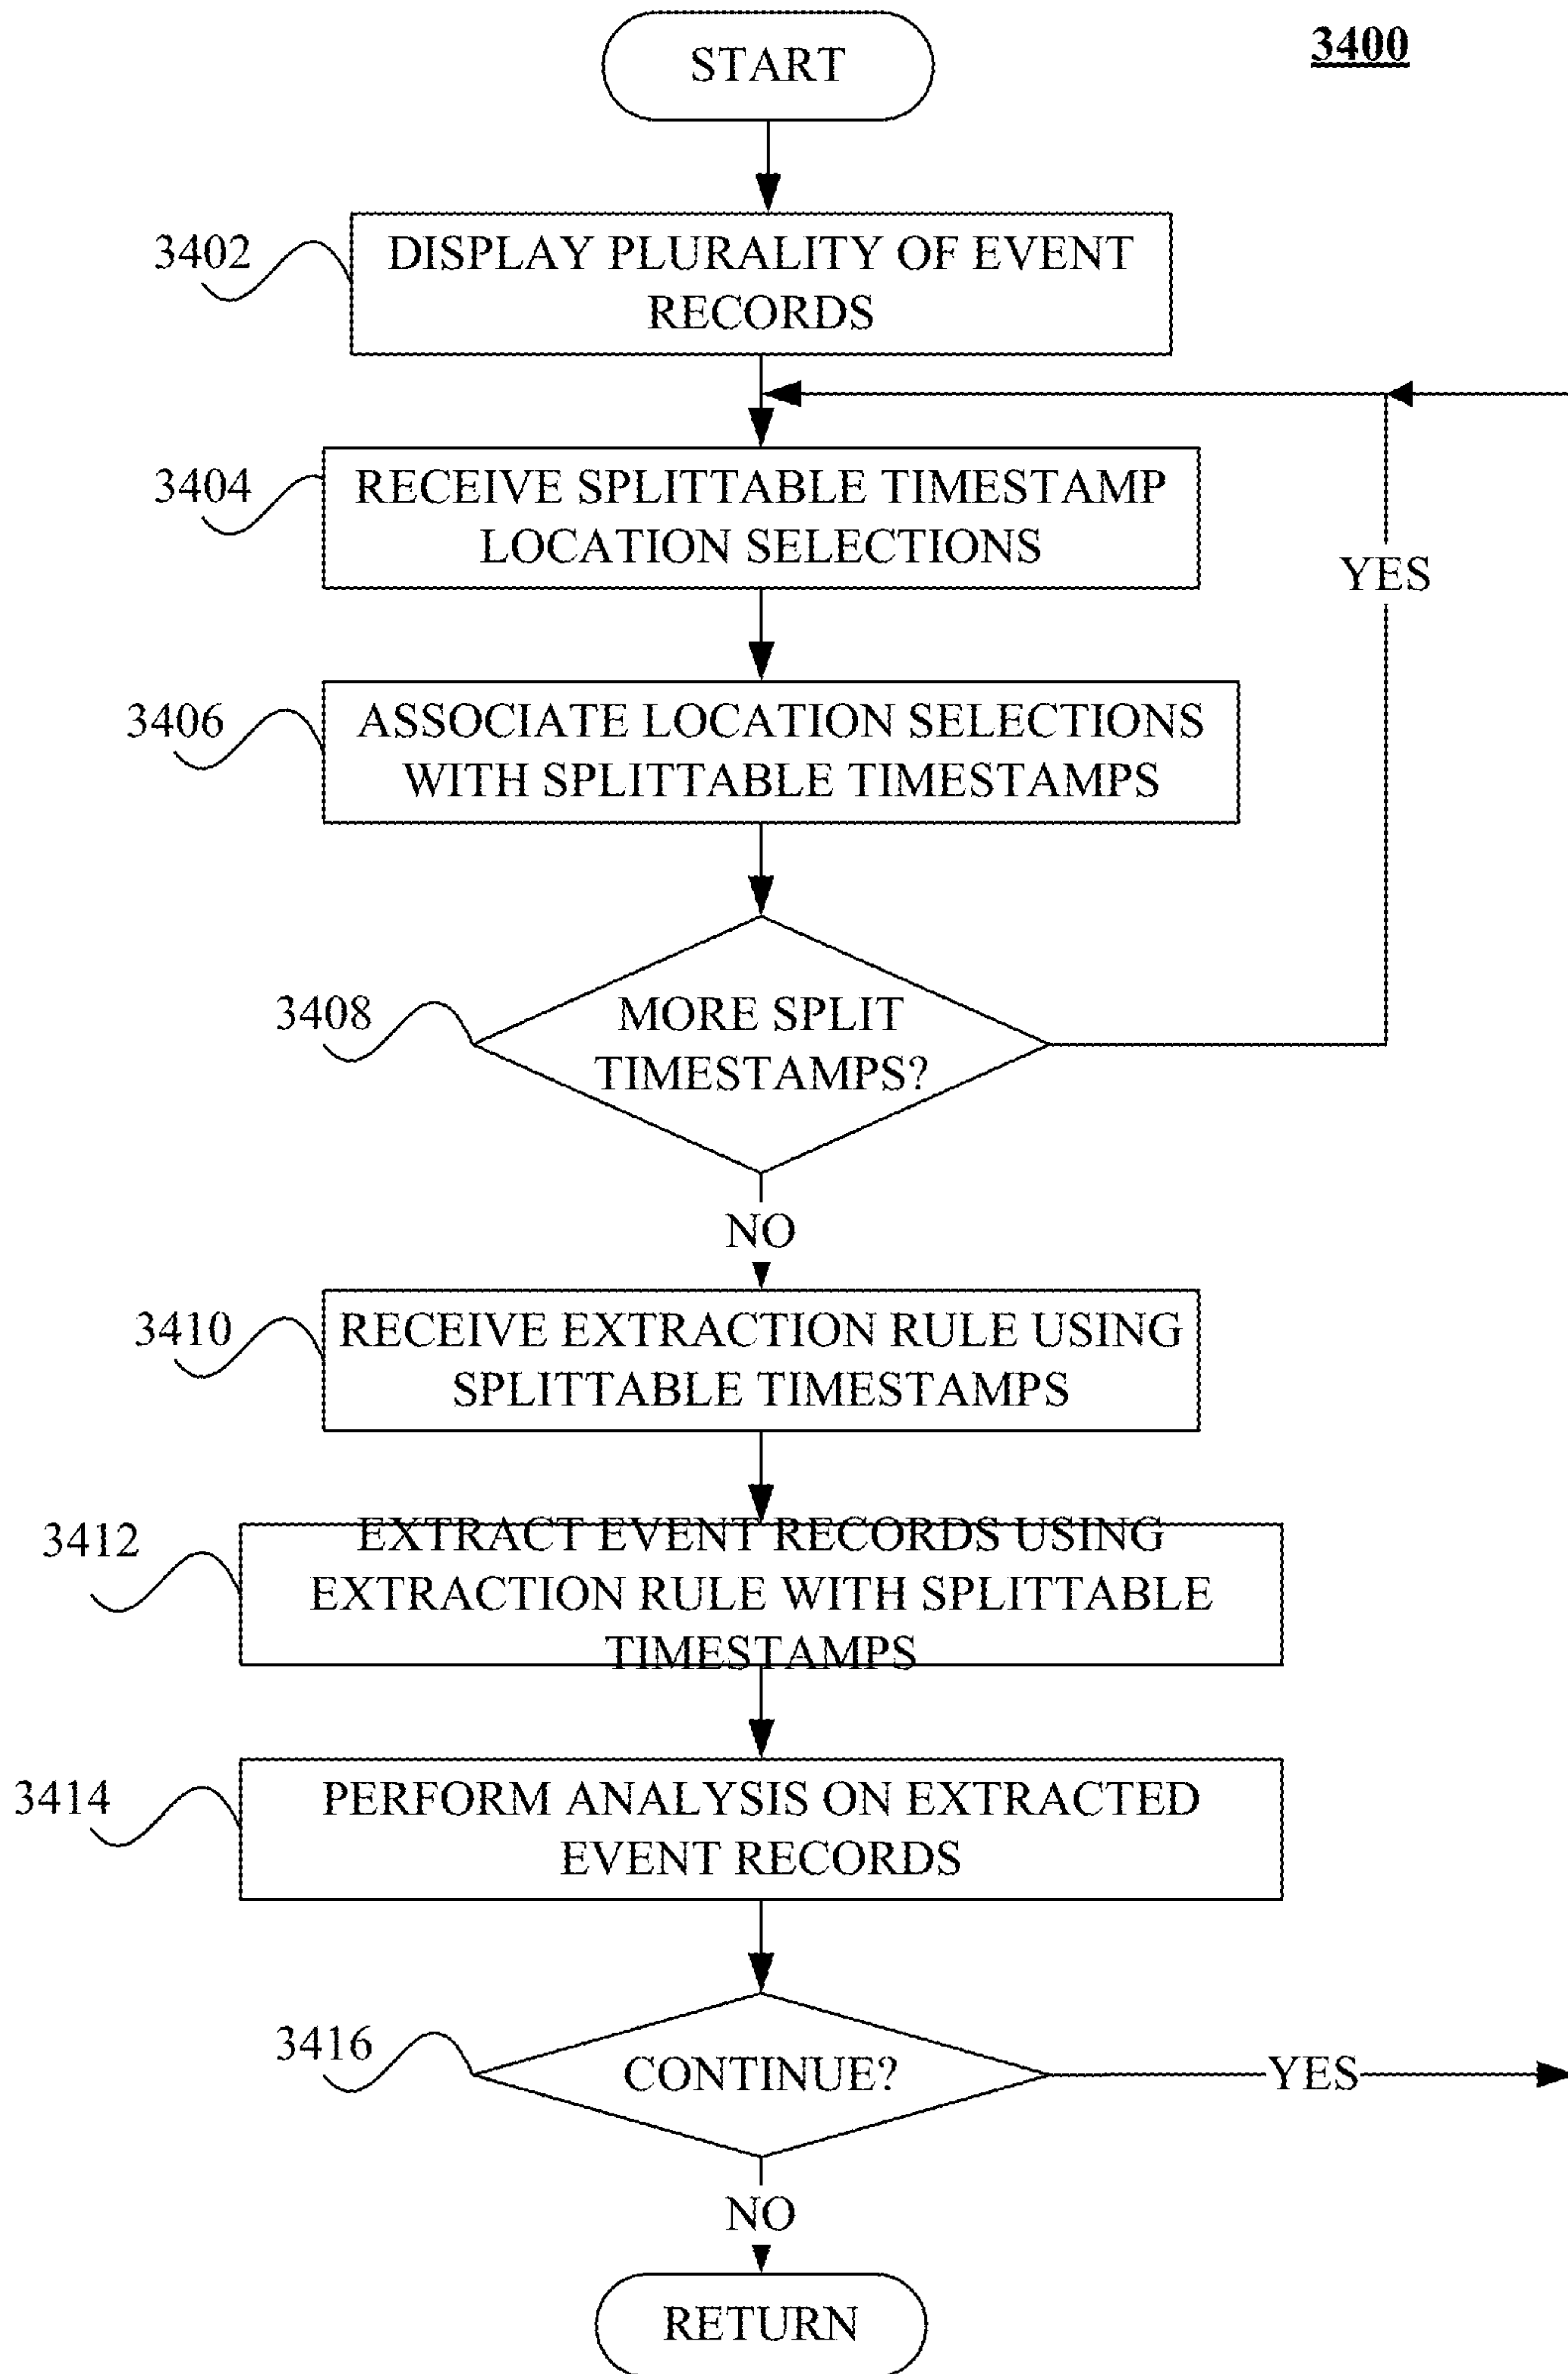 START
3400
3402
DISPLAY PLURALITY OF EVENT
RECORDS
3404
RECEIVE SPLITTABLE TIMESTAMP
LOCATION SELECTIONS
YES
3406
ASSOCIATE LOCATION SELECTIONS
WITH SPLITTABLE TIMESTAMPS
3408
MORE SPLIT
TIMESTAMPS?
NO
3410
RECEIVE EXTRACTION RULE USING
SPLITTABLE TIMESTAMPS
3412
EXTRACT EVENT RECORDS USING
EXTRACTION RULE WITH SPLITTABLE
TIMESTAMPS
3414
PERFORM ANALYSIS ON EXTRACTED
EVENT RECORDS
3416
CONTINUE?
YES
NO
RETURN